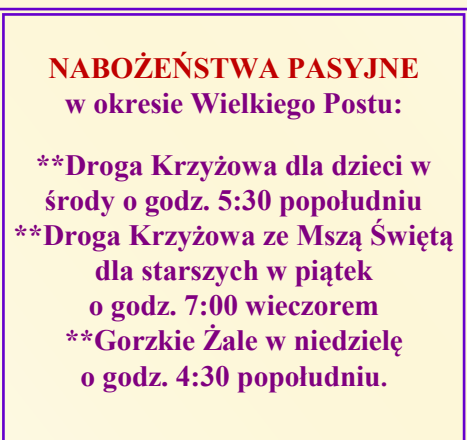 NABOŻEŃSTWA PASYJNE
w okresie Wielkiego Postu:
**Droga Krzyżowa dla dzieci w
środy o godz. 5:30 popołudniu
**Droga Krzyżowa ze Mszą Świętą
dla starszych w piątek
o godz. 7:00 wieczorem
**Gorzkie Żale w niedzielę
o godz. 4:30 popołudniu.